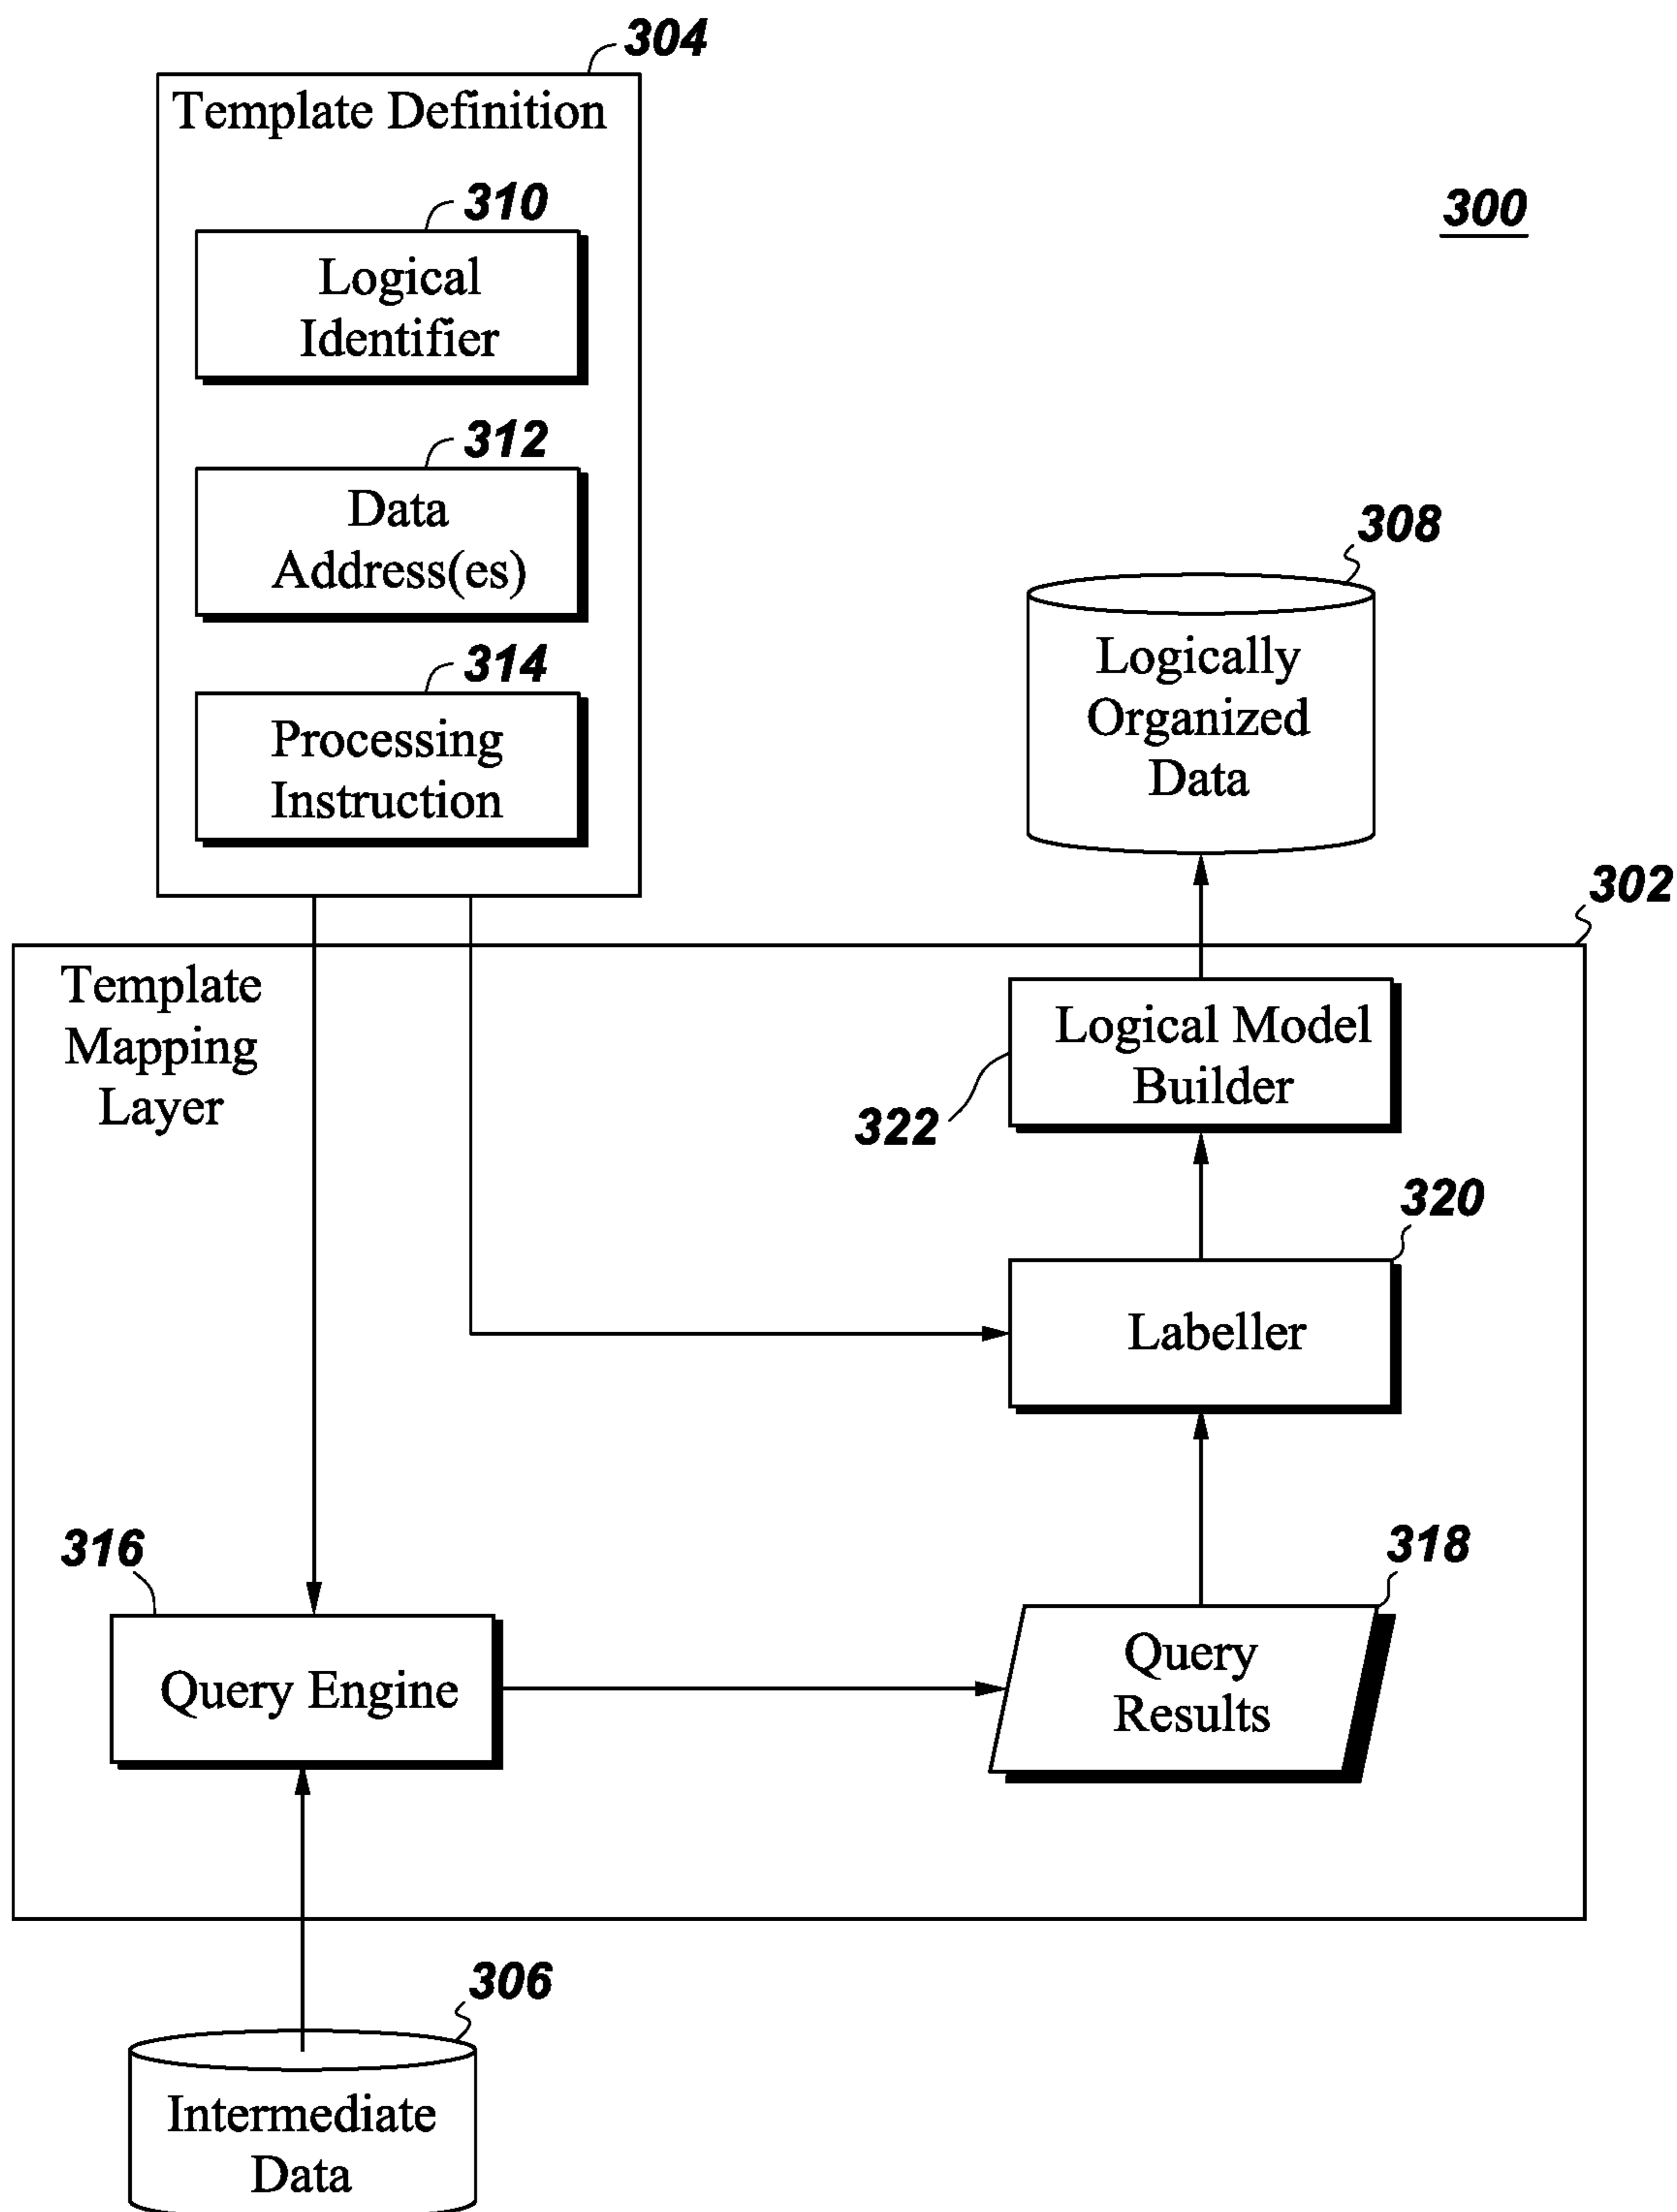 304
Template Definition
310
300
Logical
Identifier
312
Data
Address(es)
308
314
Logically
Organized
Data
Processing
Instruction
302
Template
Mapping
Layer
Logical Model
Builder
322
320
Labeller
316
318
Query Engine
Query
Results
306
Intermediate
Data